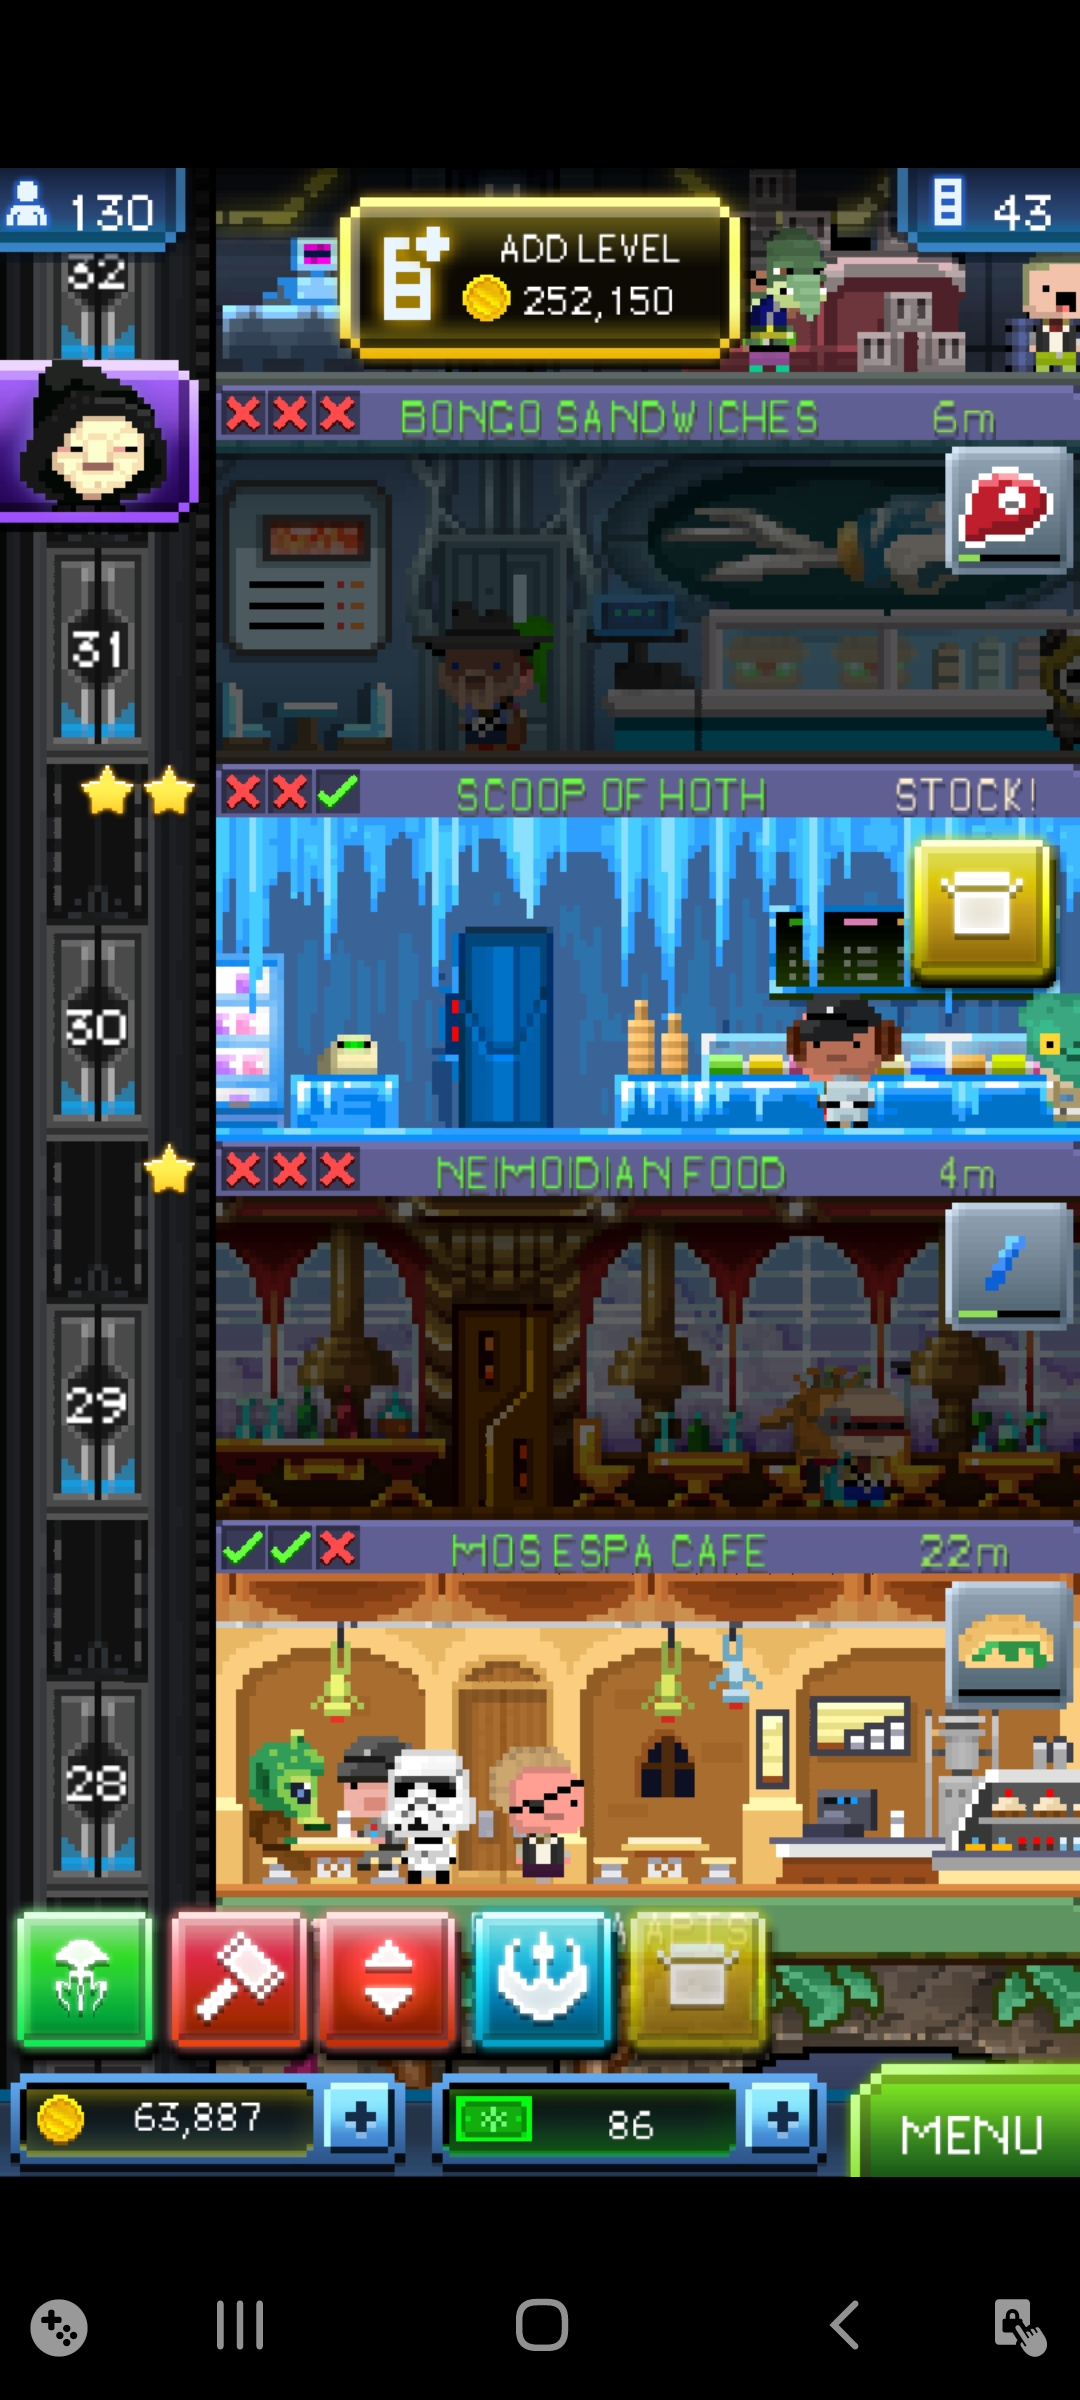 130
ADD LEVEL
252,150
43
32
BONGO SANDWICHES
6m
31
SCOOP OF HOTH
STOCK!
30
NEIMOIDIAN FOOD
4m
29
MOS ESPA CAFE
22m
28
APTS
63,887
86
MENU